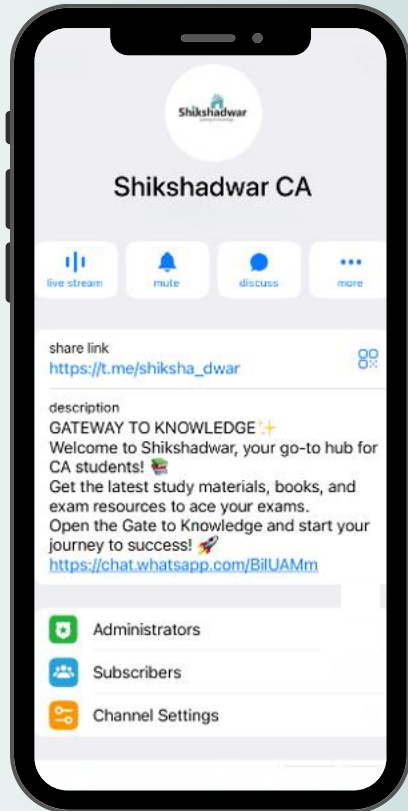 Shikshadwar
Shikshadwar CA
live stream
mute
discuss
more
share link
https://t.me/shiksha_dwar
description
GATEWAY TO KNOWLEDGE✨
Welcome to Shikshadwar, your go-to hub for
CA students! 📚
Get the latest study materials, books, and
exam resources to ace your exams.
Open the Gate to Knowledge and start your
journey to success! 🚀
https://chat.whatsapp.com/BilUAMm
Administrators
Subscribers
Channel Settings